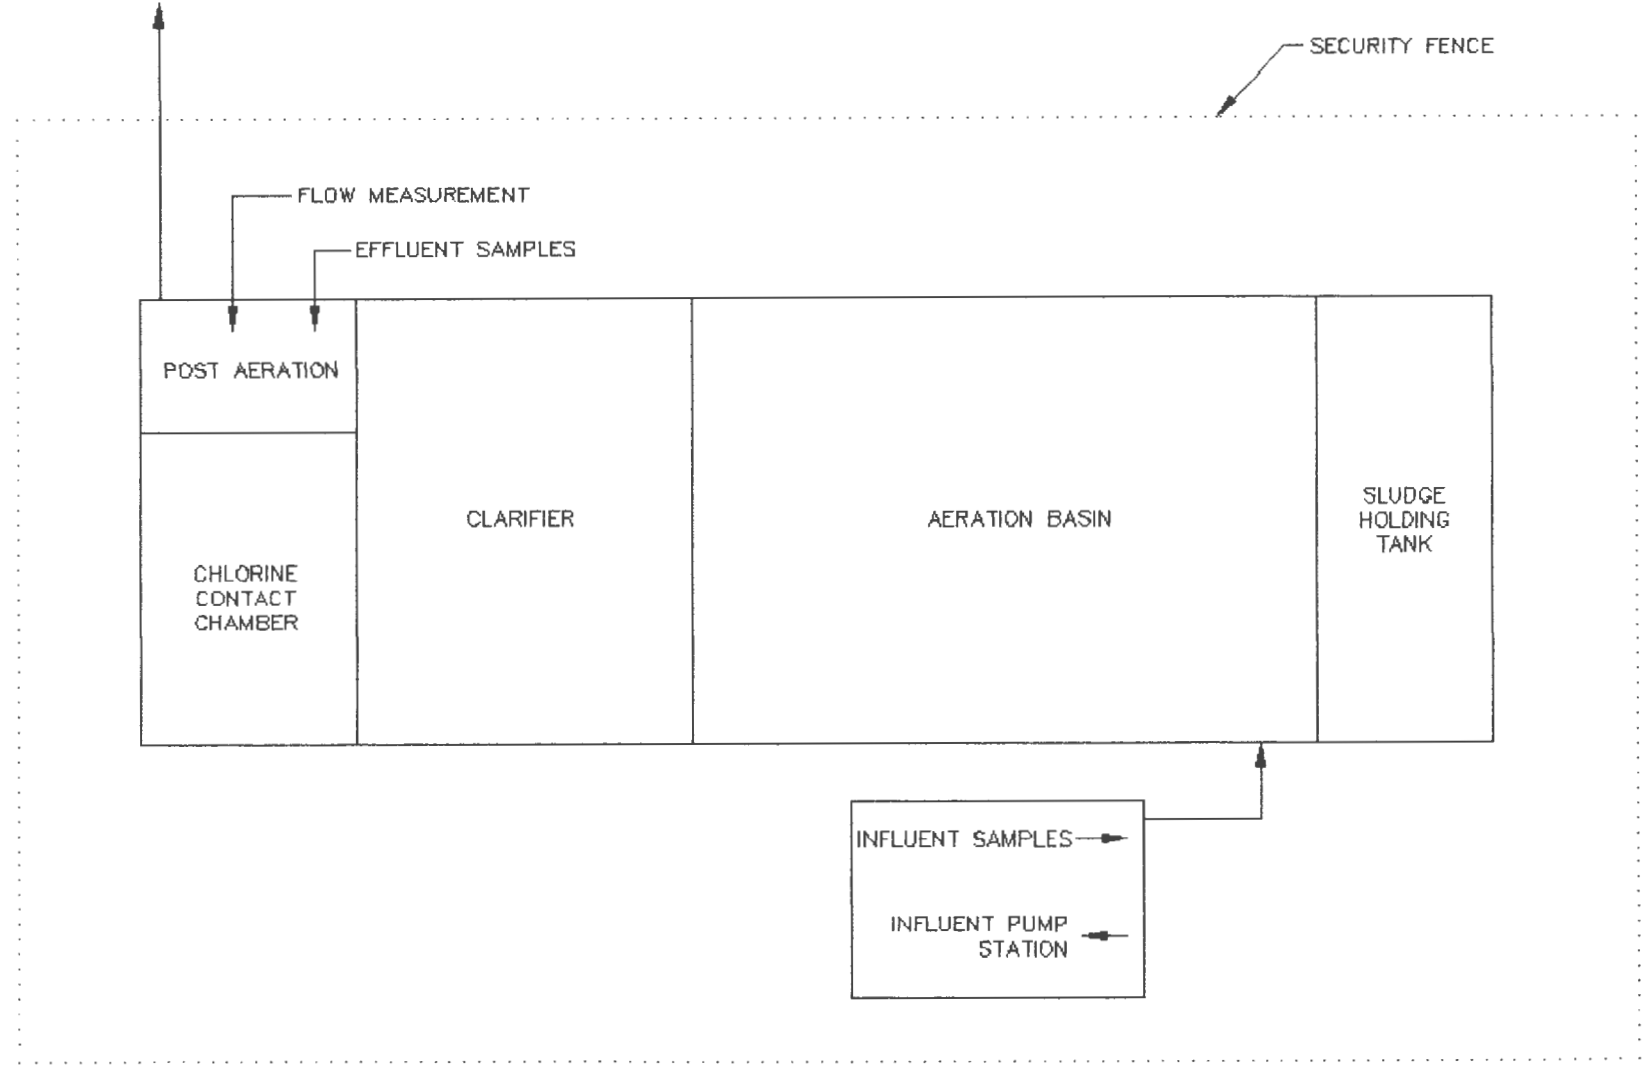 SECURITY FENCE
FLOW MEASUREMENT
EFFLUENT SAMPLES
POST AERATION
CLARIFIER
AERATION BASIN
SLUDGE
HOLDING
TANK
CHLORINE
CONTACT
CHAMBER
INFLUENT SAMPLES
INFLUENT PUMP
STATION